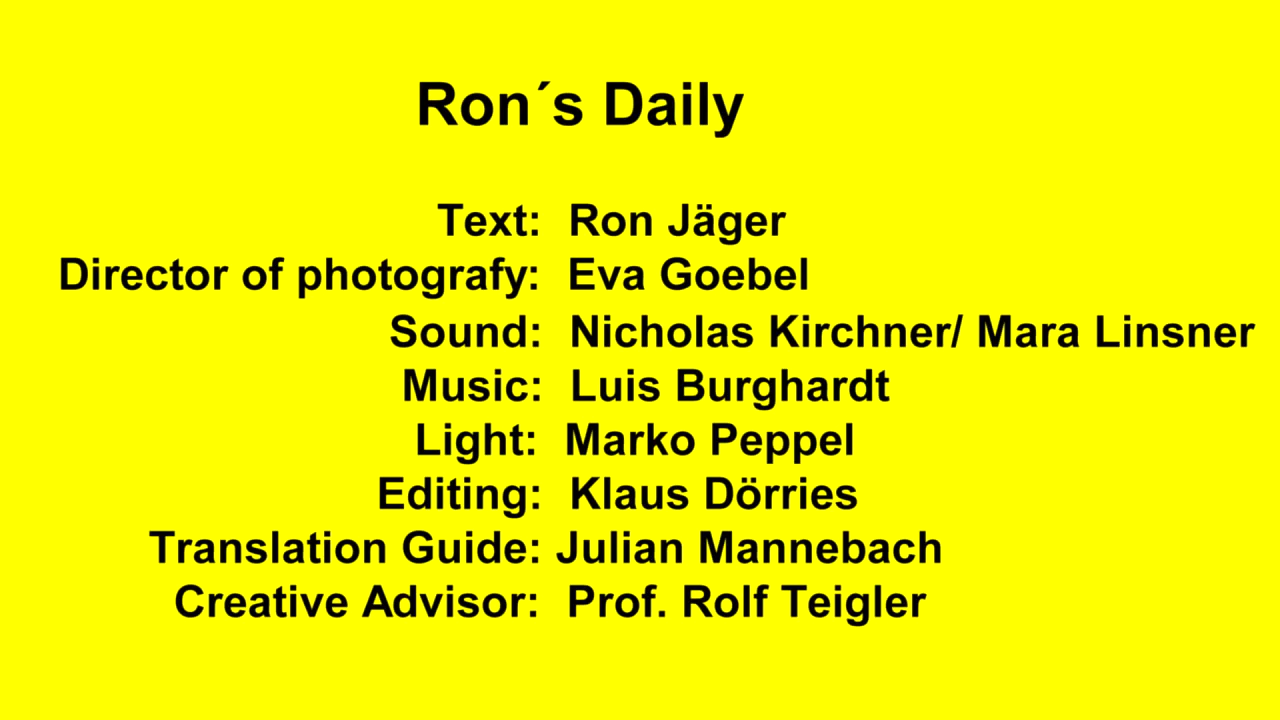 Ron´s Daily
Text: Ron Jäger
Director of photografy: Eva Goebel
Sound: Nicholas Kirchner/ Mara Linsner
Music: Luis Burghardt
Light: Marko Peppel
Editing: Klaus Dörries
Translation Guide: Julian Mannebach
Creative Advisor: Prof. Rolf Teigler